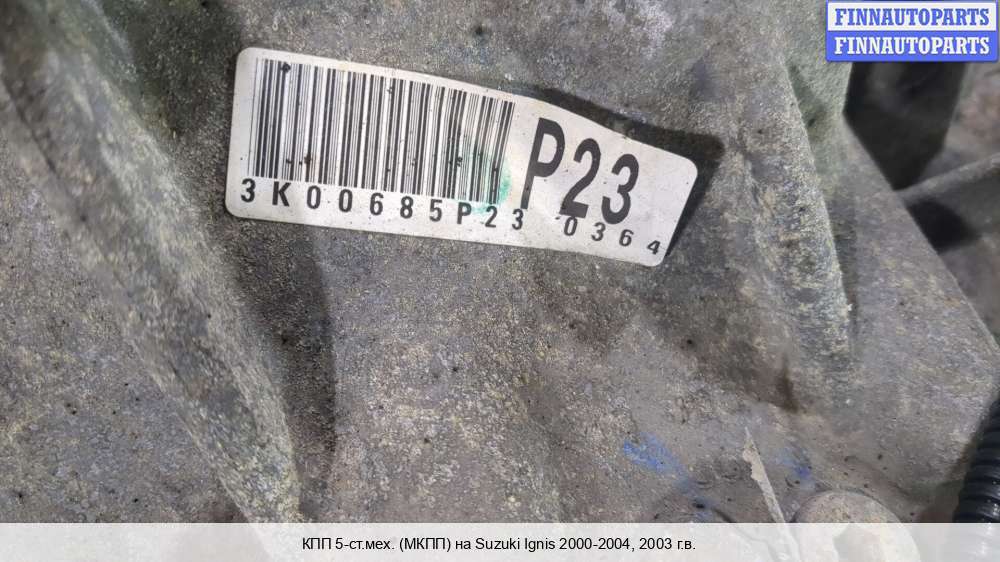 FINNAUTOPARTS
FINNAUTOPARTS
P23
3K00685P23 0364
КПП 5-ст.мех. (МКПП) на Suzuki Ignis 2000-2004, 2003 г.в.